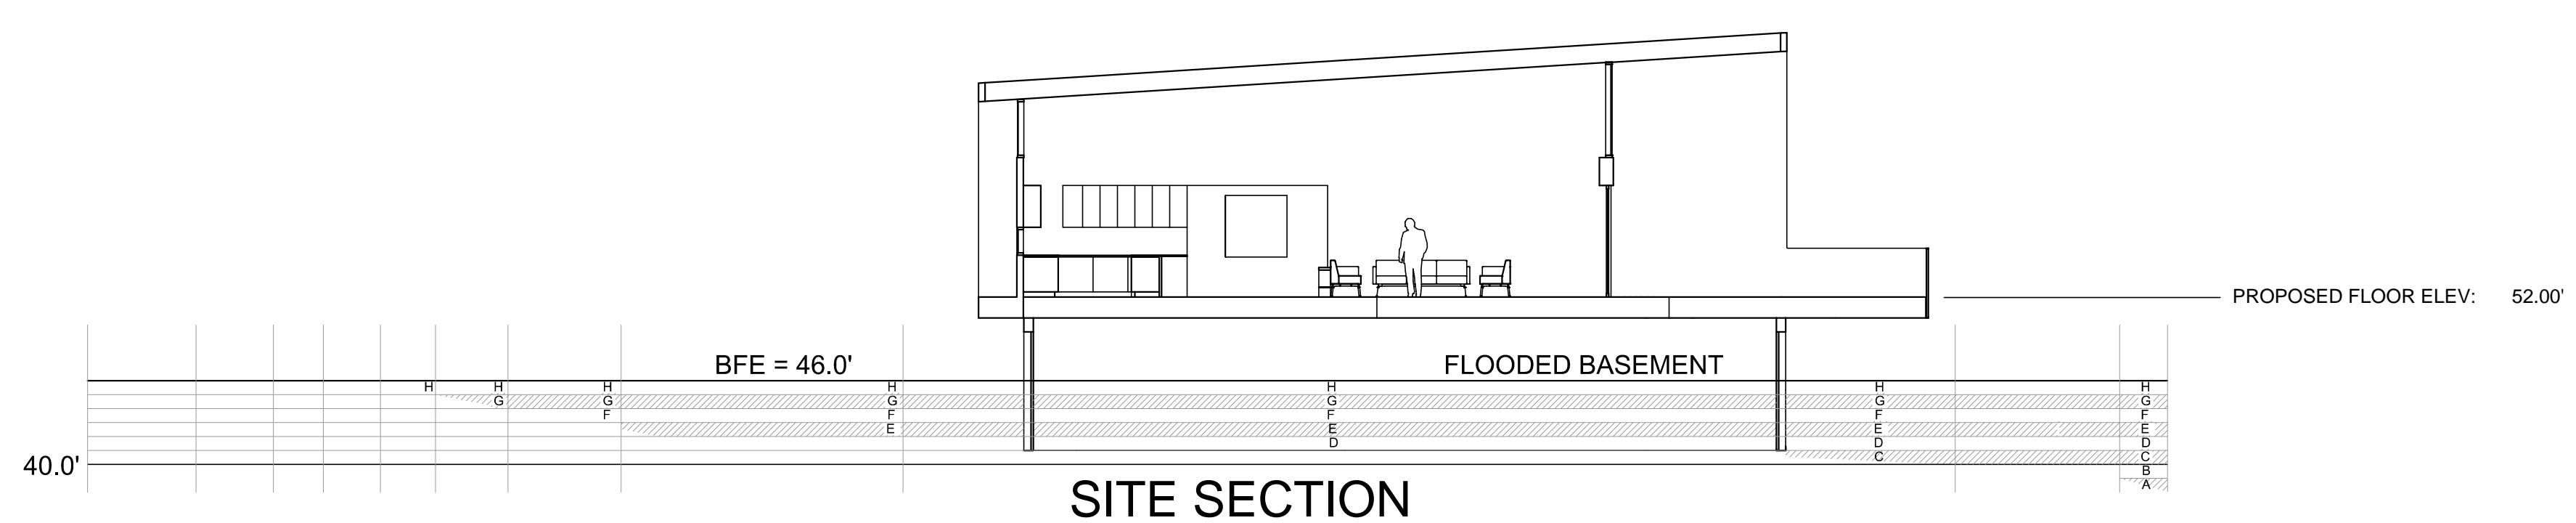 PROPOSED FLOOR ELEV: 52.00'
BFE = 46.0' FLOODED BASEMENT
H H H H H H H
G G G G G G
F F F F F
E E E E
D D D
40.0' C C
B
A
SITE SECTION